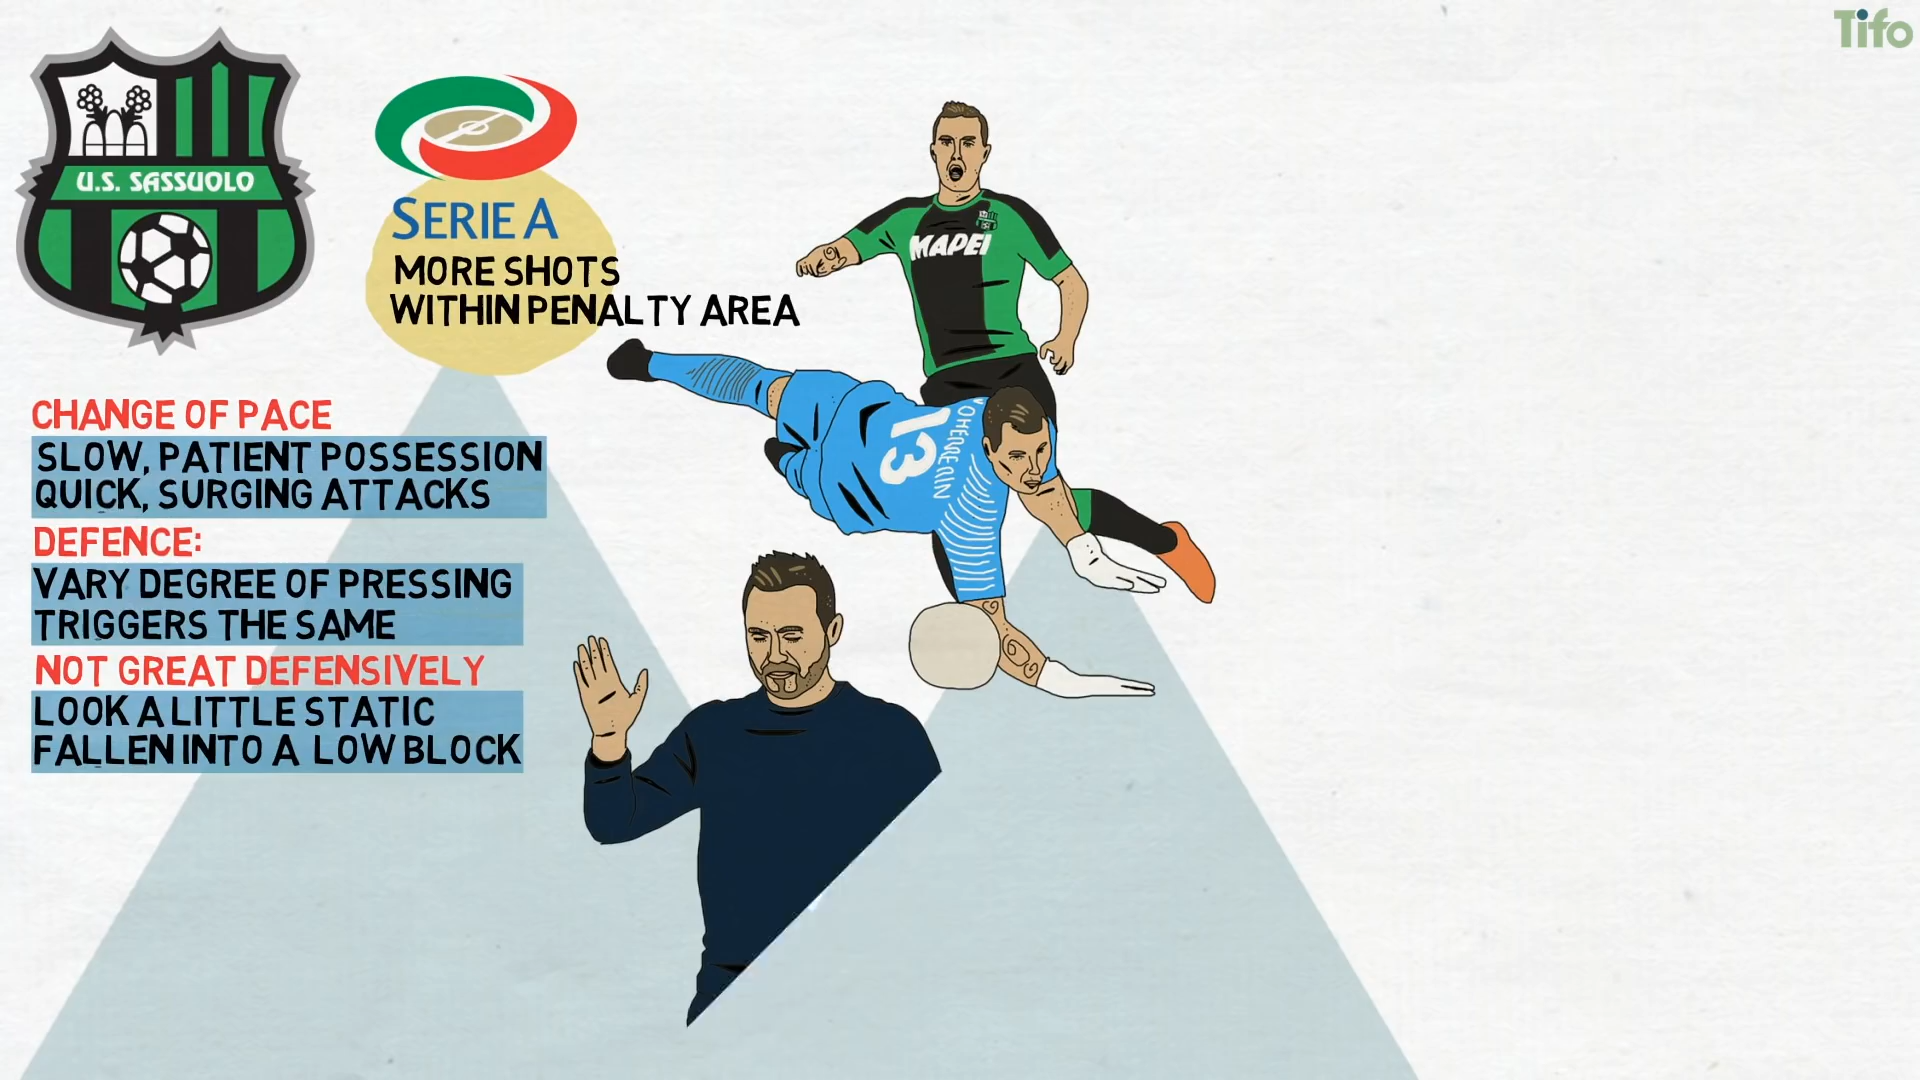 Tifo
U.S. SASSUOLO
SERIE A
MORE SHOTS
WITHIN PENALTY AREA
MAPEI
13
CHANGE OF PACE
SLOW, PATIENT POSSESSION
QUICK, SURGING ATTACKS
DEFENCE:
VARY DEGREE OF PRESSING
TRIGGERS THE SAME
NOT GREAT DEFENSIVELY
LOOK A LITTLE STATIC
FALLEN INTO A LOW BLOCK